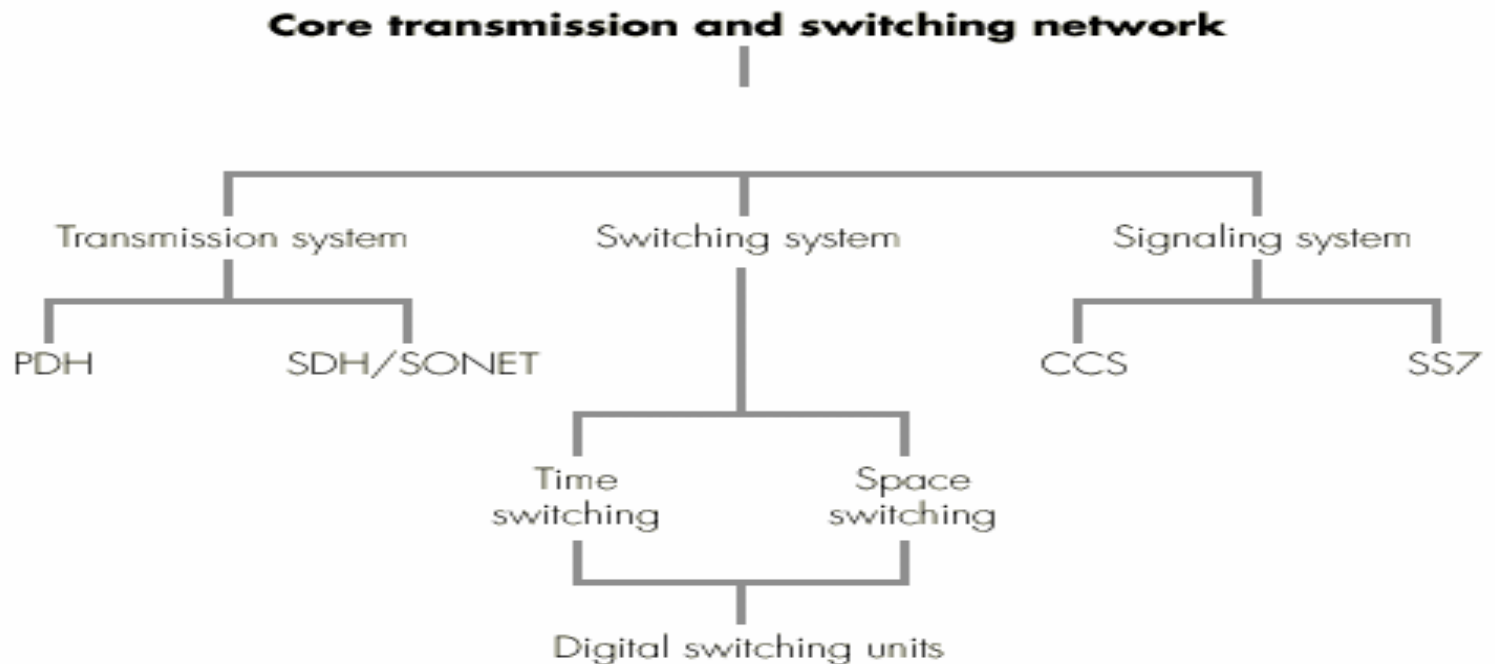 Core transmission and switching network
Transmission system
Switching system
Signaling system
PDH
SDH/SONET
CCS
SS7
Time
switching
Space
switching
Digital switching units